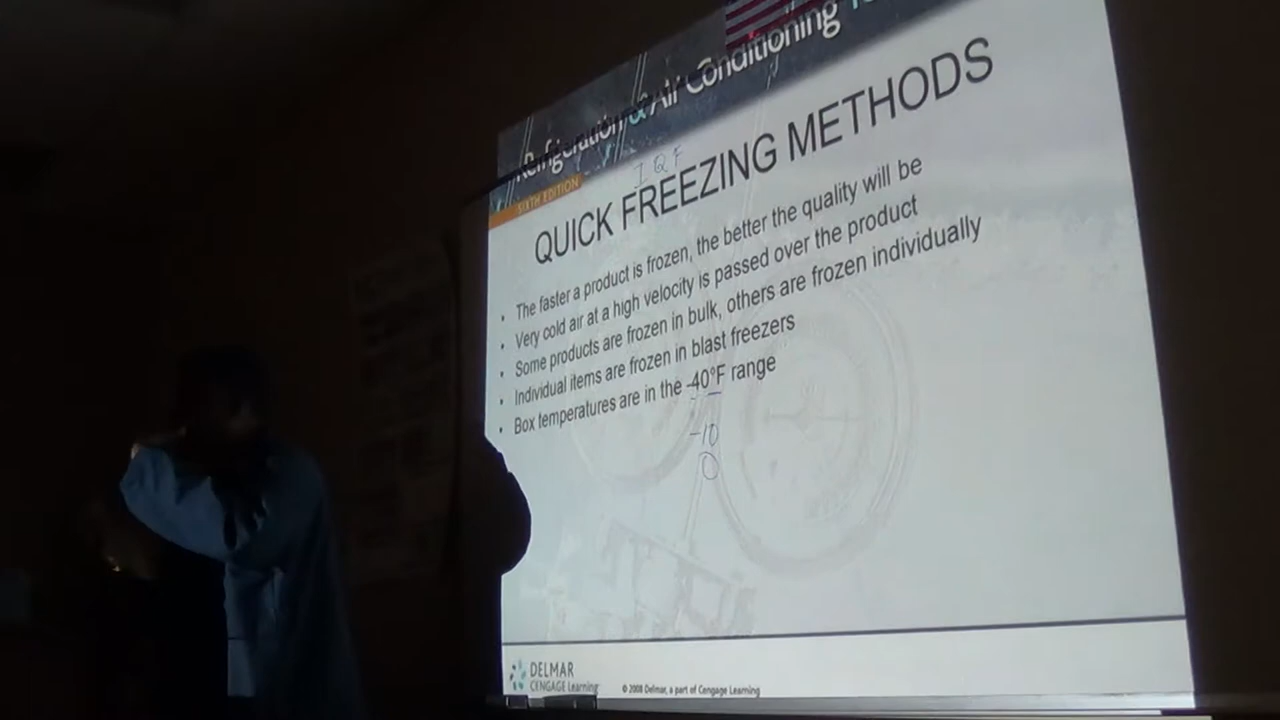 Refrigeration & Air Conditioning
SIXTH EDITION
IQF
QUICK FREEZING METHODS
• The faster a product is frozen, the better the quality will be
• Very cold air at a high velocity is passed over the product
• Some products are frozen in bulk, others are frozen individually
• Individual items are frozen in blast freezers
• Box temperatures are in the -40°F range
-10
0
DELMAR
CENGAGE Learning
© 2008 Delmar, a part of Cengage Learning